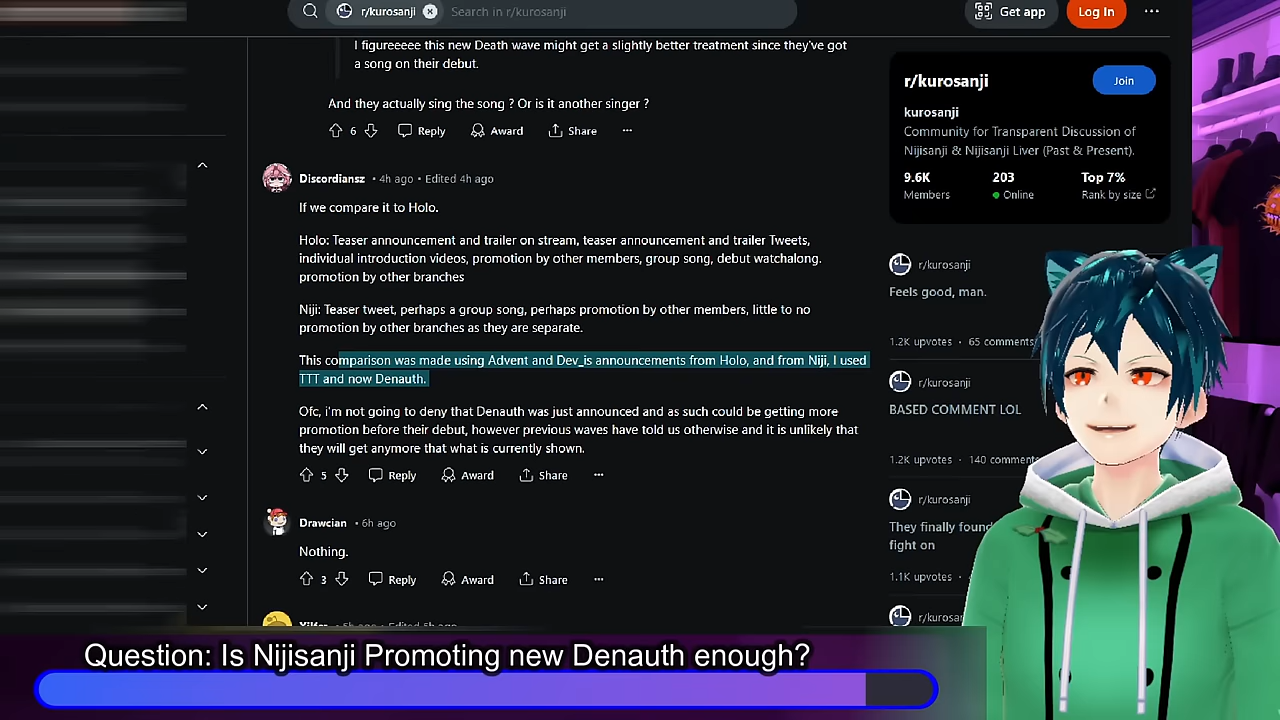 r/kurosanji
Search in r/kurosanji
Get app
Log In
I figureeeee this new Death wave might get a slightly better treatment since they've got
a song on their debut.
And they actually sing the song ? Or is it another singer ?
6
Reply
Award
Share
Discordiansz • 4h ago • Edited 4h ago
If we compare it to Holo.
Holo: Teaser announcement and trailer on stream, teaser announcement and trailer Tweets,
individual introduction videos, promotion by other members, group song, debut watchalong.
promotion by other branches
Niji: Teaser tweet, perhaps a group song, perhaps promotion by other members, little to no
promotion by other branches as they are separate.
This comparison was made using Advent and Dev_is announcements from Holo, and from Niji, I used
TTT and now Denauth.
Ofc, i'm not going to deny that Denauth was just announced and as such could be getting more
promotion before their debut, however previous waves have told us otherwise and it is unlikely that
they will get anymore that what is currently shown.
5
Reply
Award
Share
Drawcian • 6h ago
Nothing.
3
Reply
Award
Share
r/kurosanji
Join
kurosanji
Community for Transparent Discussion of
Nijisanji & Nijisanji Liver (Past & Present).
9.6K
203
Top 7%
Members
Online
Rank by size
r/kurosanji
Feels good, man.
1.2K upvotes • 65 comments
r/kurosanji
BASED COMMENT LOL
1.2K upvotes • 140 comments
r/kurosanji
They finally found
fight on
1.1K upvotes •
Question: Is Nijisanji Promoting new Denauth enough?